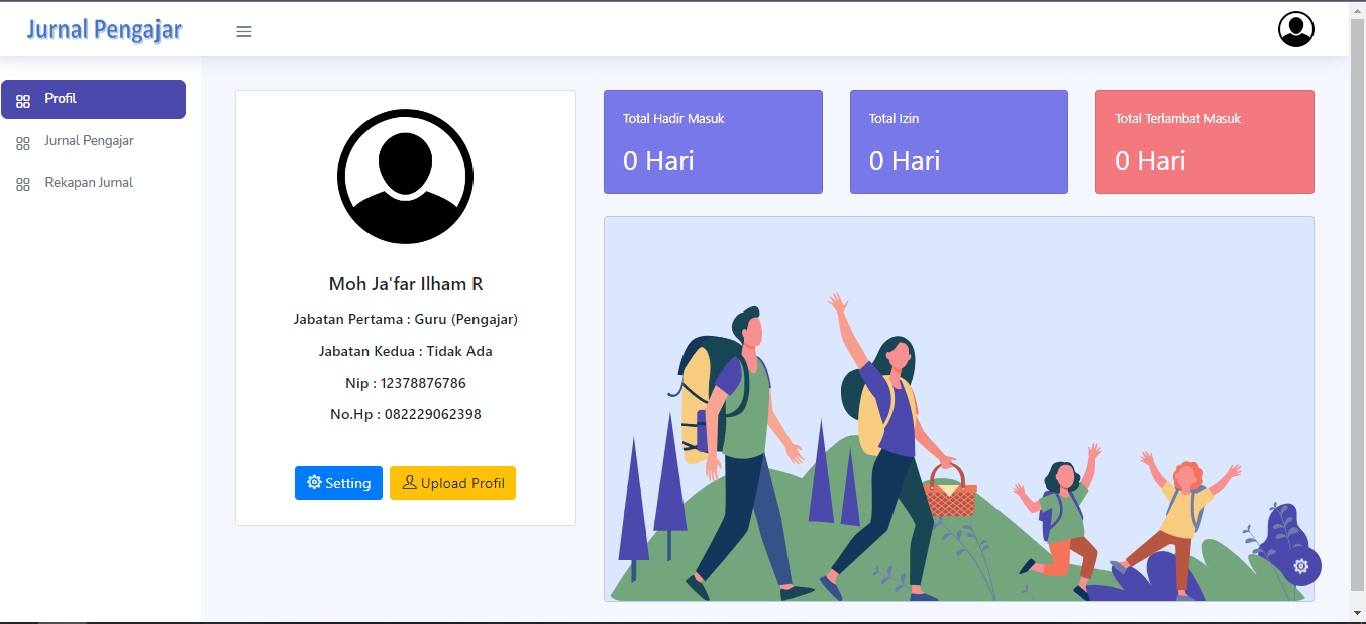 Jurnal Pengajar
Profil
Jurnal Pengajar
Rekapan Jurnal
Moh Ja'far Ilham R
Jabatan Pertama : Guru (Pengajar)
Jabatan Kedua : Tidak Ada
Nip : 12378876786
No.Hp : 082229062398
Setting
Upload Profil
Total Hadir Masuk
0 Hari
Total Izin
0 Hari
Total Terlambat Masuk
0 Hari